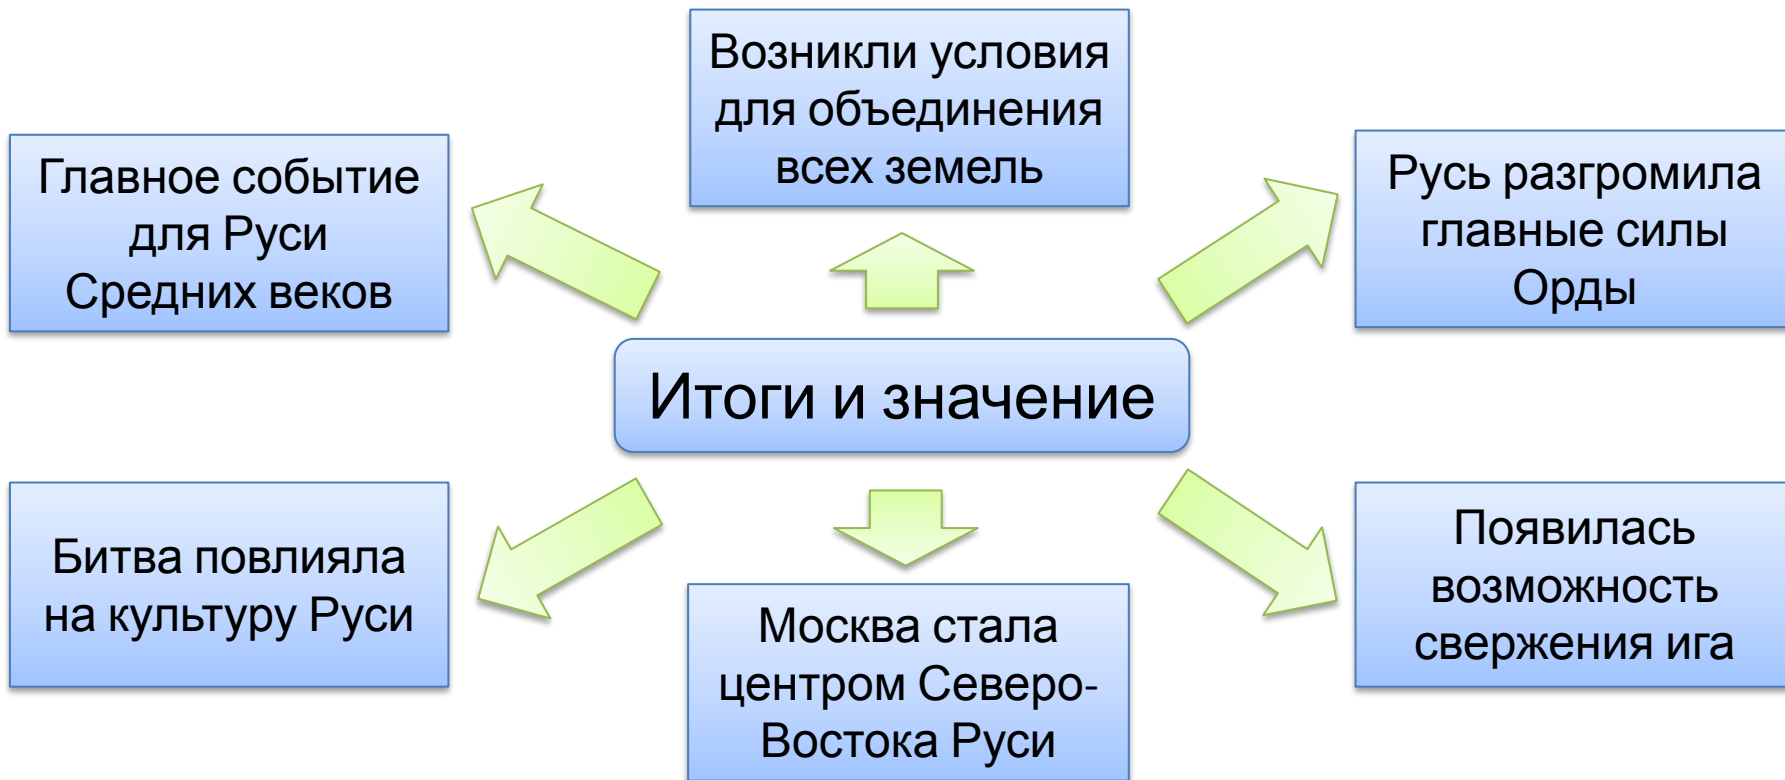 Возникли условия
для объединения
всех земель
Главное событие
для Руси
Средних веков
Русь разгромила
главные силы
Орды
Итоги и значение
Битва повлияла
на культуру Руси
Москва стала
центром Северо-
Востока Руси
Появилась
возможность
свержения ига